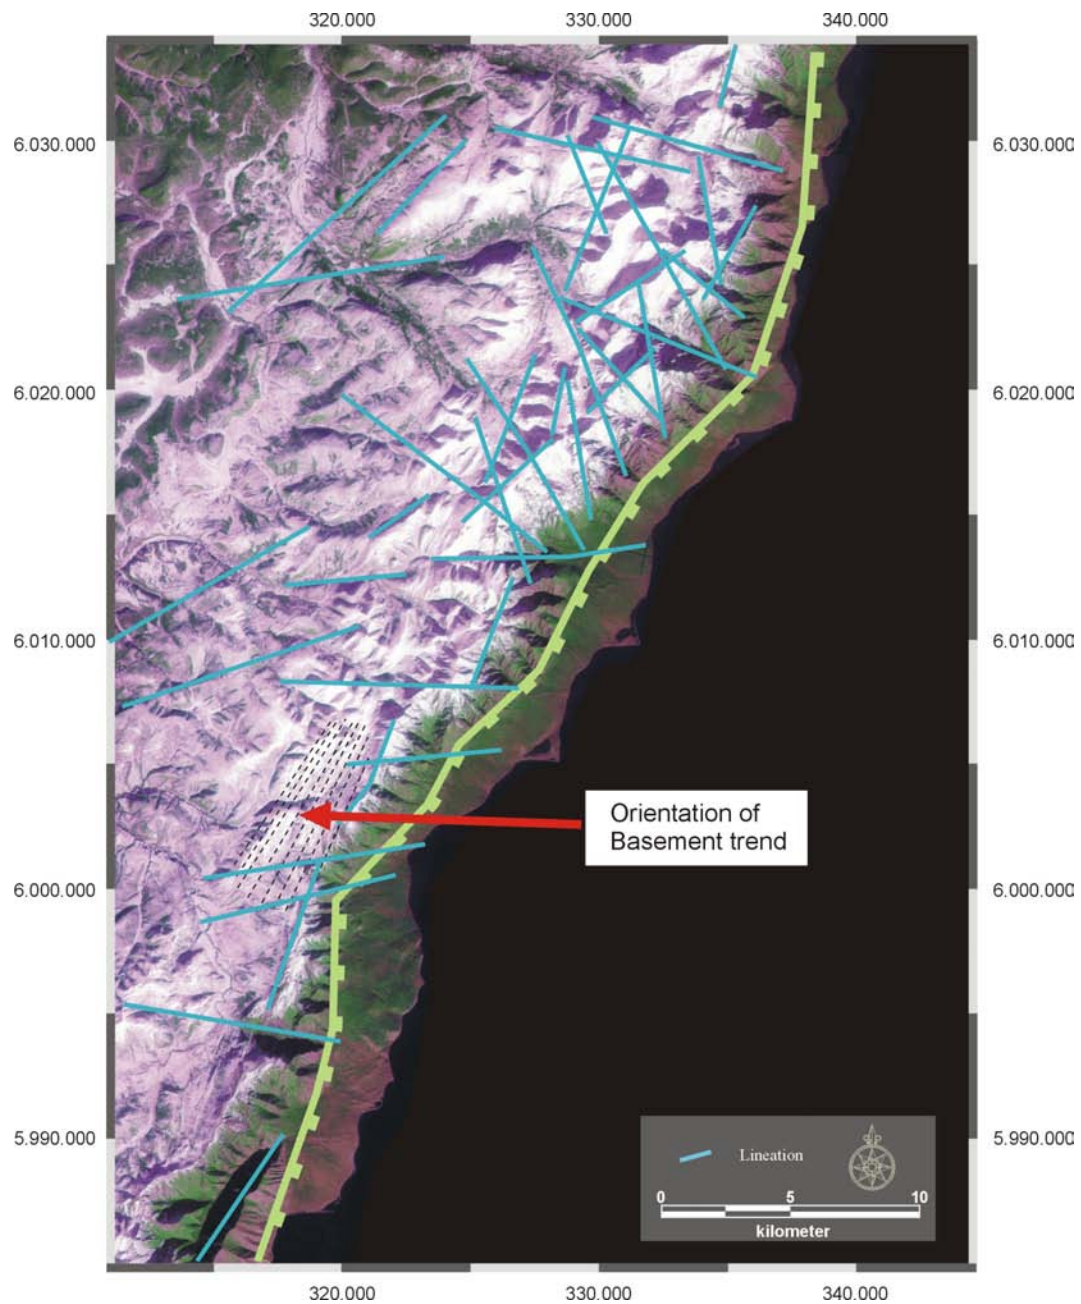 320.000 330.000 340.000
6.030.000 6.030.000
6.020.000 6.020.000
6.010.000 6.010.000
Orientation of
Basement trend
6.000.000 6.000.000
5.990.000 5.990.000
Lineation
0 5 10
kilometer
320.000 330.000 340.000